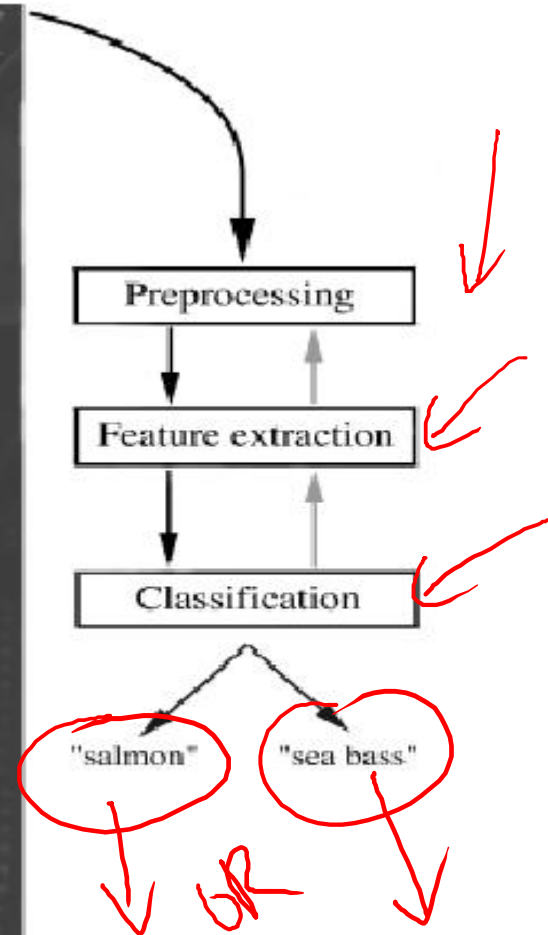 Preprocessing
Feature extraction
Classification
"salmon" "sea bass"
OR